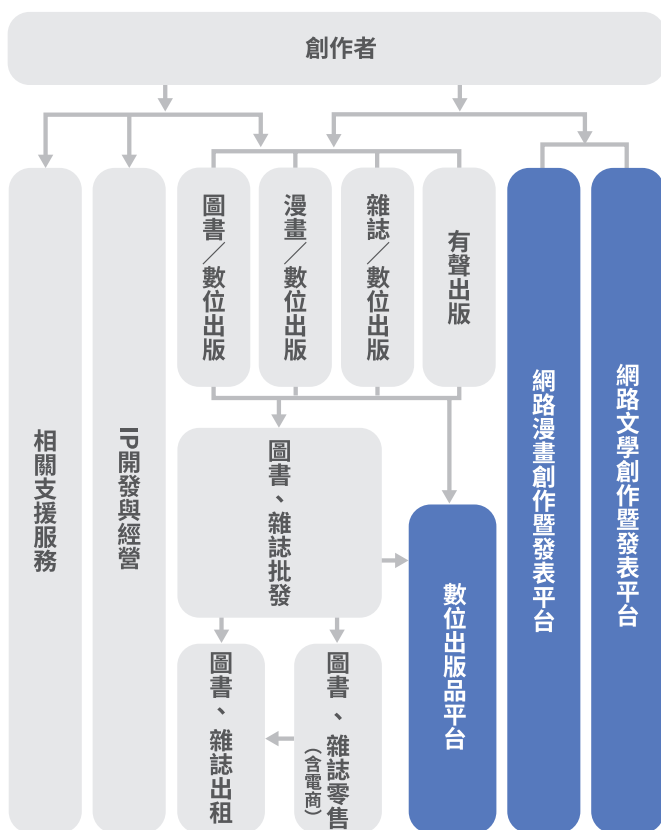 創作者
相關支援服務
IP開發與經營
圖書／數位出版
漫畫／數位出版
雜誌／數位出版
有聲出版
網路漫畫創作暨發表平台
網路文學創作暨發表平台
圖書、雜誌批發
數位出版品平台
圖書、雜誌出租
圖書、雜誌零售
（含電商）